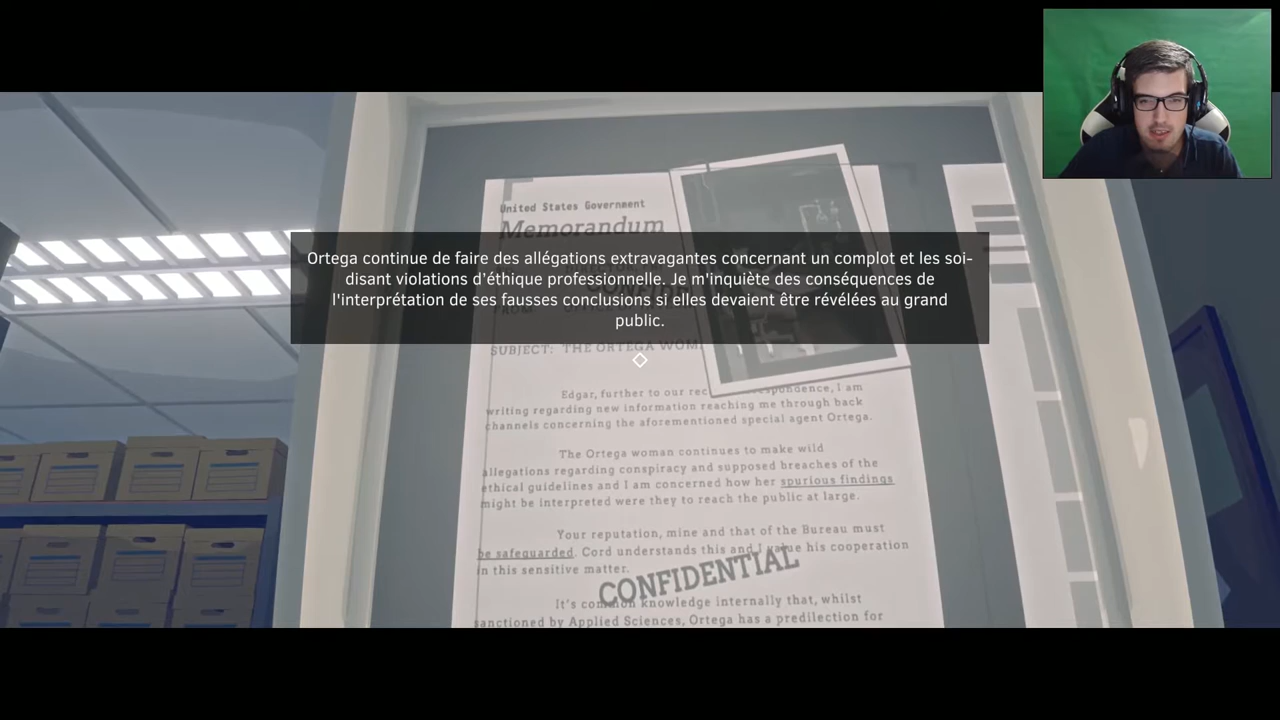 United States Government
Memorandum
Ortega continue de faire des allégations extravagantes concernant un complot et les soi-
disant violations d'éthique professionnelle. Je m'inquiète des conséquences de
l'interprétation de ses fausses conclusions si elles devaient être révélées au grand
public.
SUBJECT: THE ORTEGA
Edgar, further to our I am
writing regarding new information reaching me through back
channels concerning the aforementioned special agent Ortega.
The Ortega woman continues to make wild
allegations regarding conspiracy and supposed breaches of the
ethical guidelines and I am concerned how her spurious findings
might be interpreted were they to reach the public at large.
Your reputation, mine and that of the Bureau must
be safeguarded. Cord understands this and I value his cooperation
in this sensitive matter.
CONFIDENTIAL
It's common knowledge internally that, whilst
sanctioned by Applied Sciences, Ortega has a predilection for